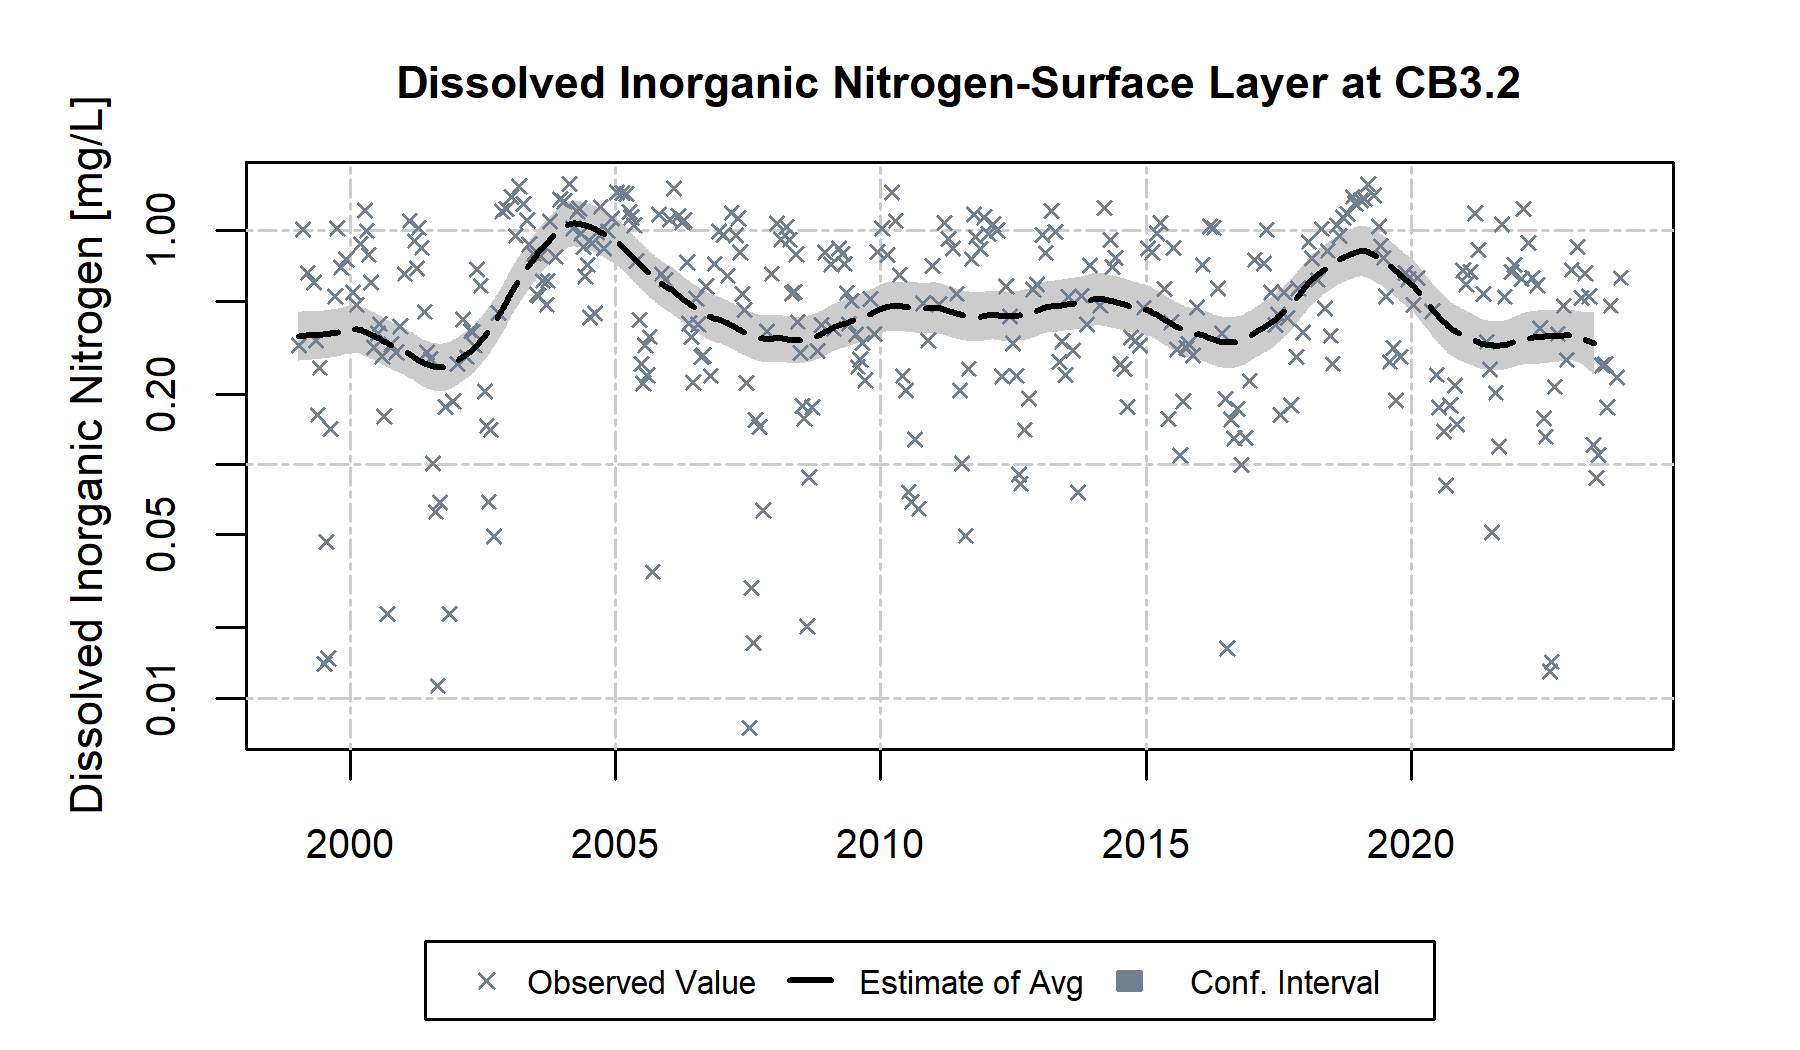 Dissolved Inorganic Nitrogen-Surface Layer at CB3.2
Dissolved Inorganic Nitrogen [mg/L]
1.00
0.20
0.05
0.01
2000 2005 2010 2015 2020
Observed Value Estimate of Avg Conf. Interval